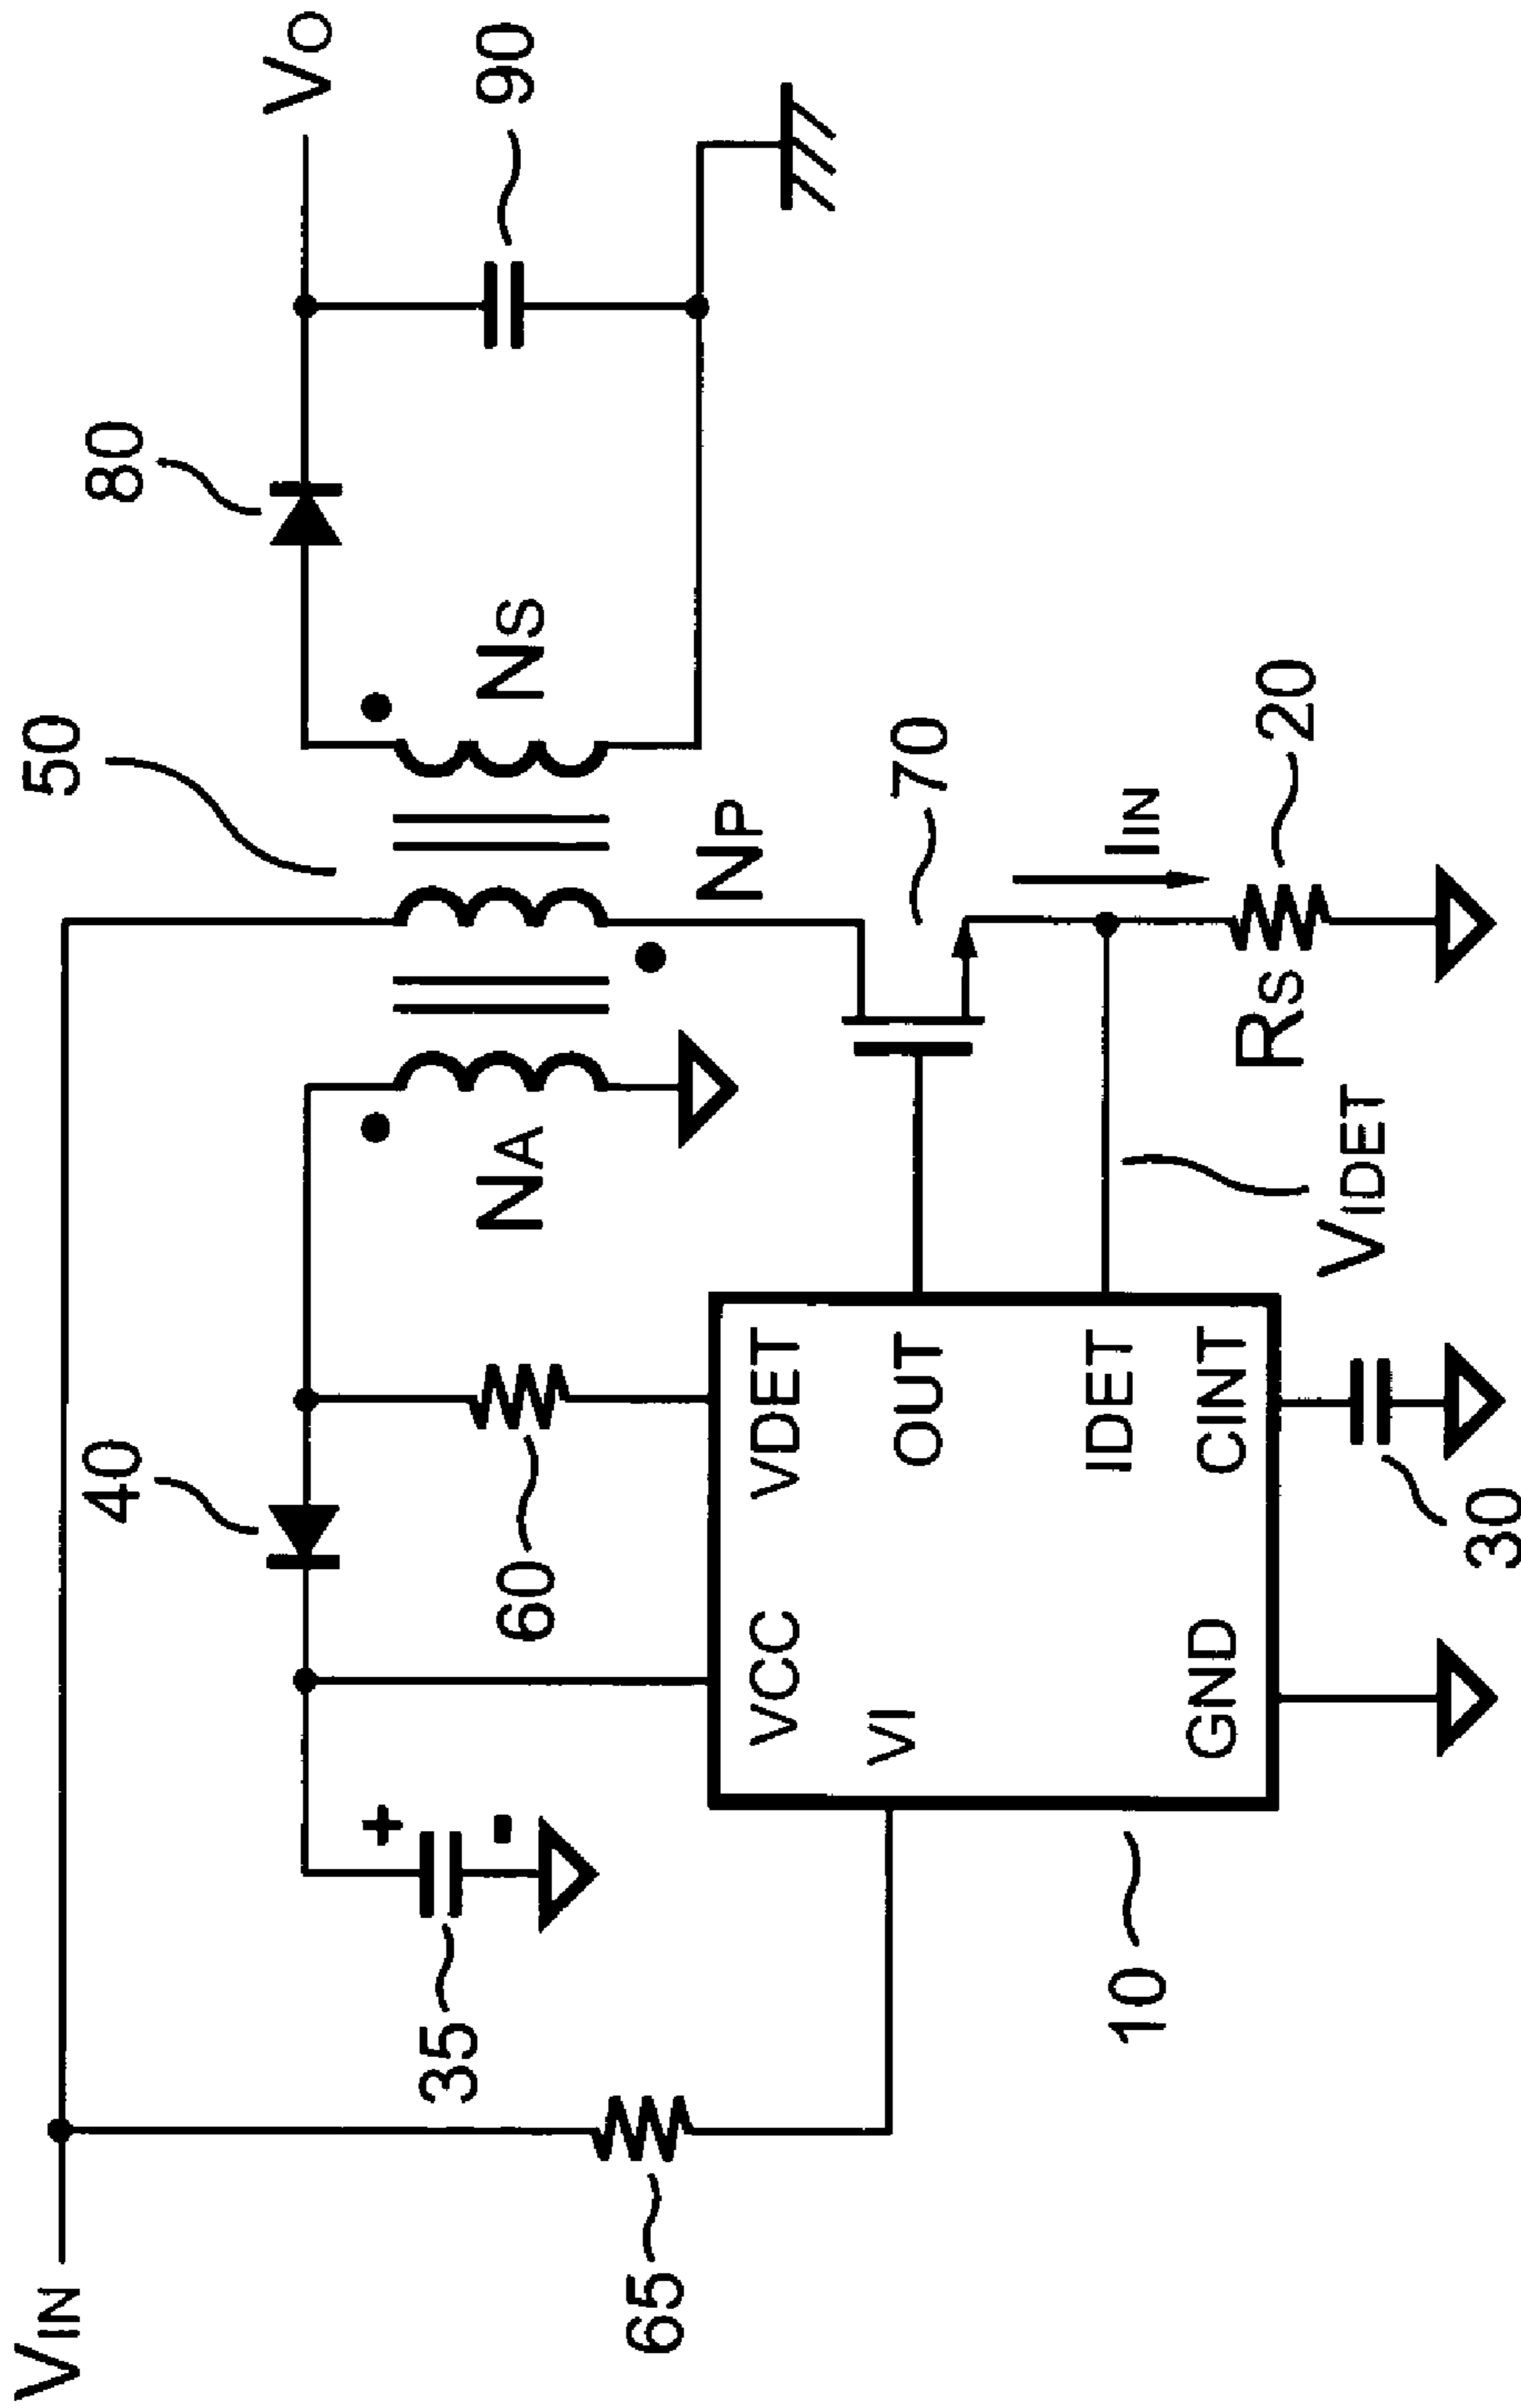 VIN
65
35
+
-
40
60
50
80
VO
90
NA
NP
NS
10
VCC
VDET
VI
OUT
IDET
GND
CINT
30
70
IIN
20
RS
VIDET